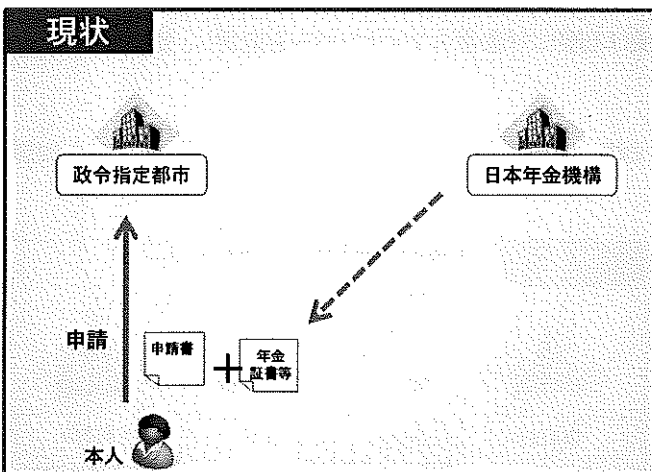 現状
政令指定都市
日本年金機構
申請
申請書
+
年金
証書等
本人